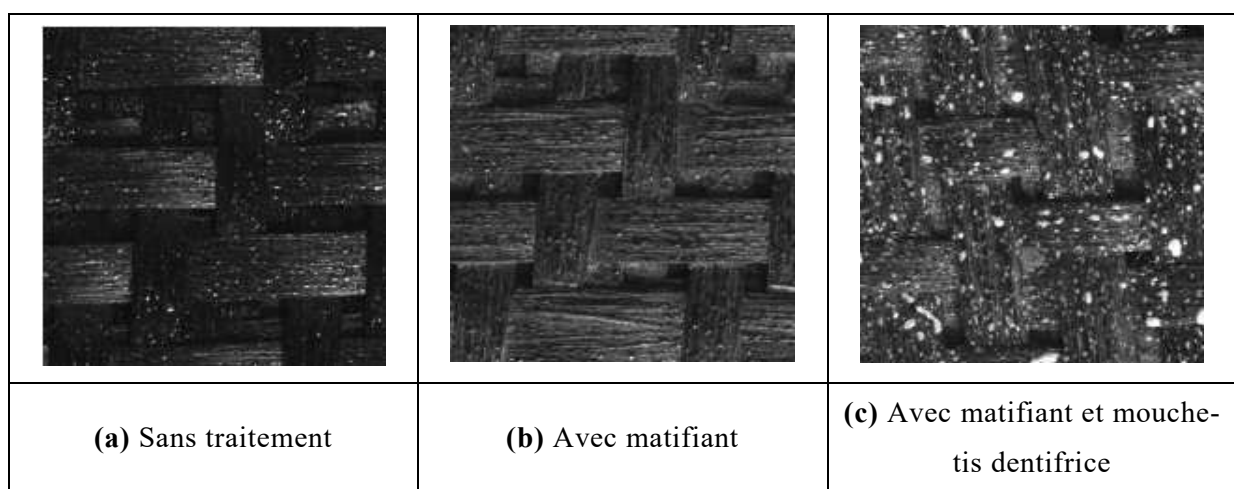 (a) Sans traitement
(b) Avec matifiant
(c) Avec matifiant et mouche-
tis dentifrice